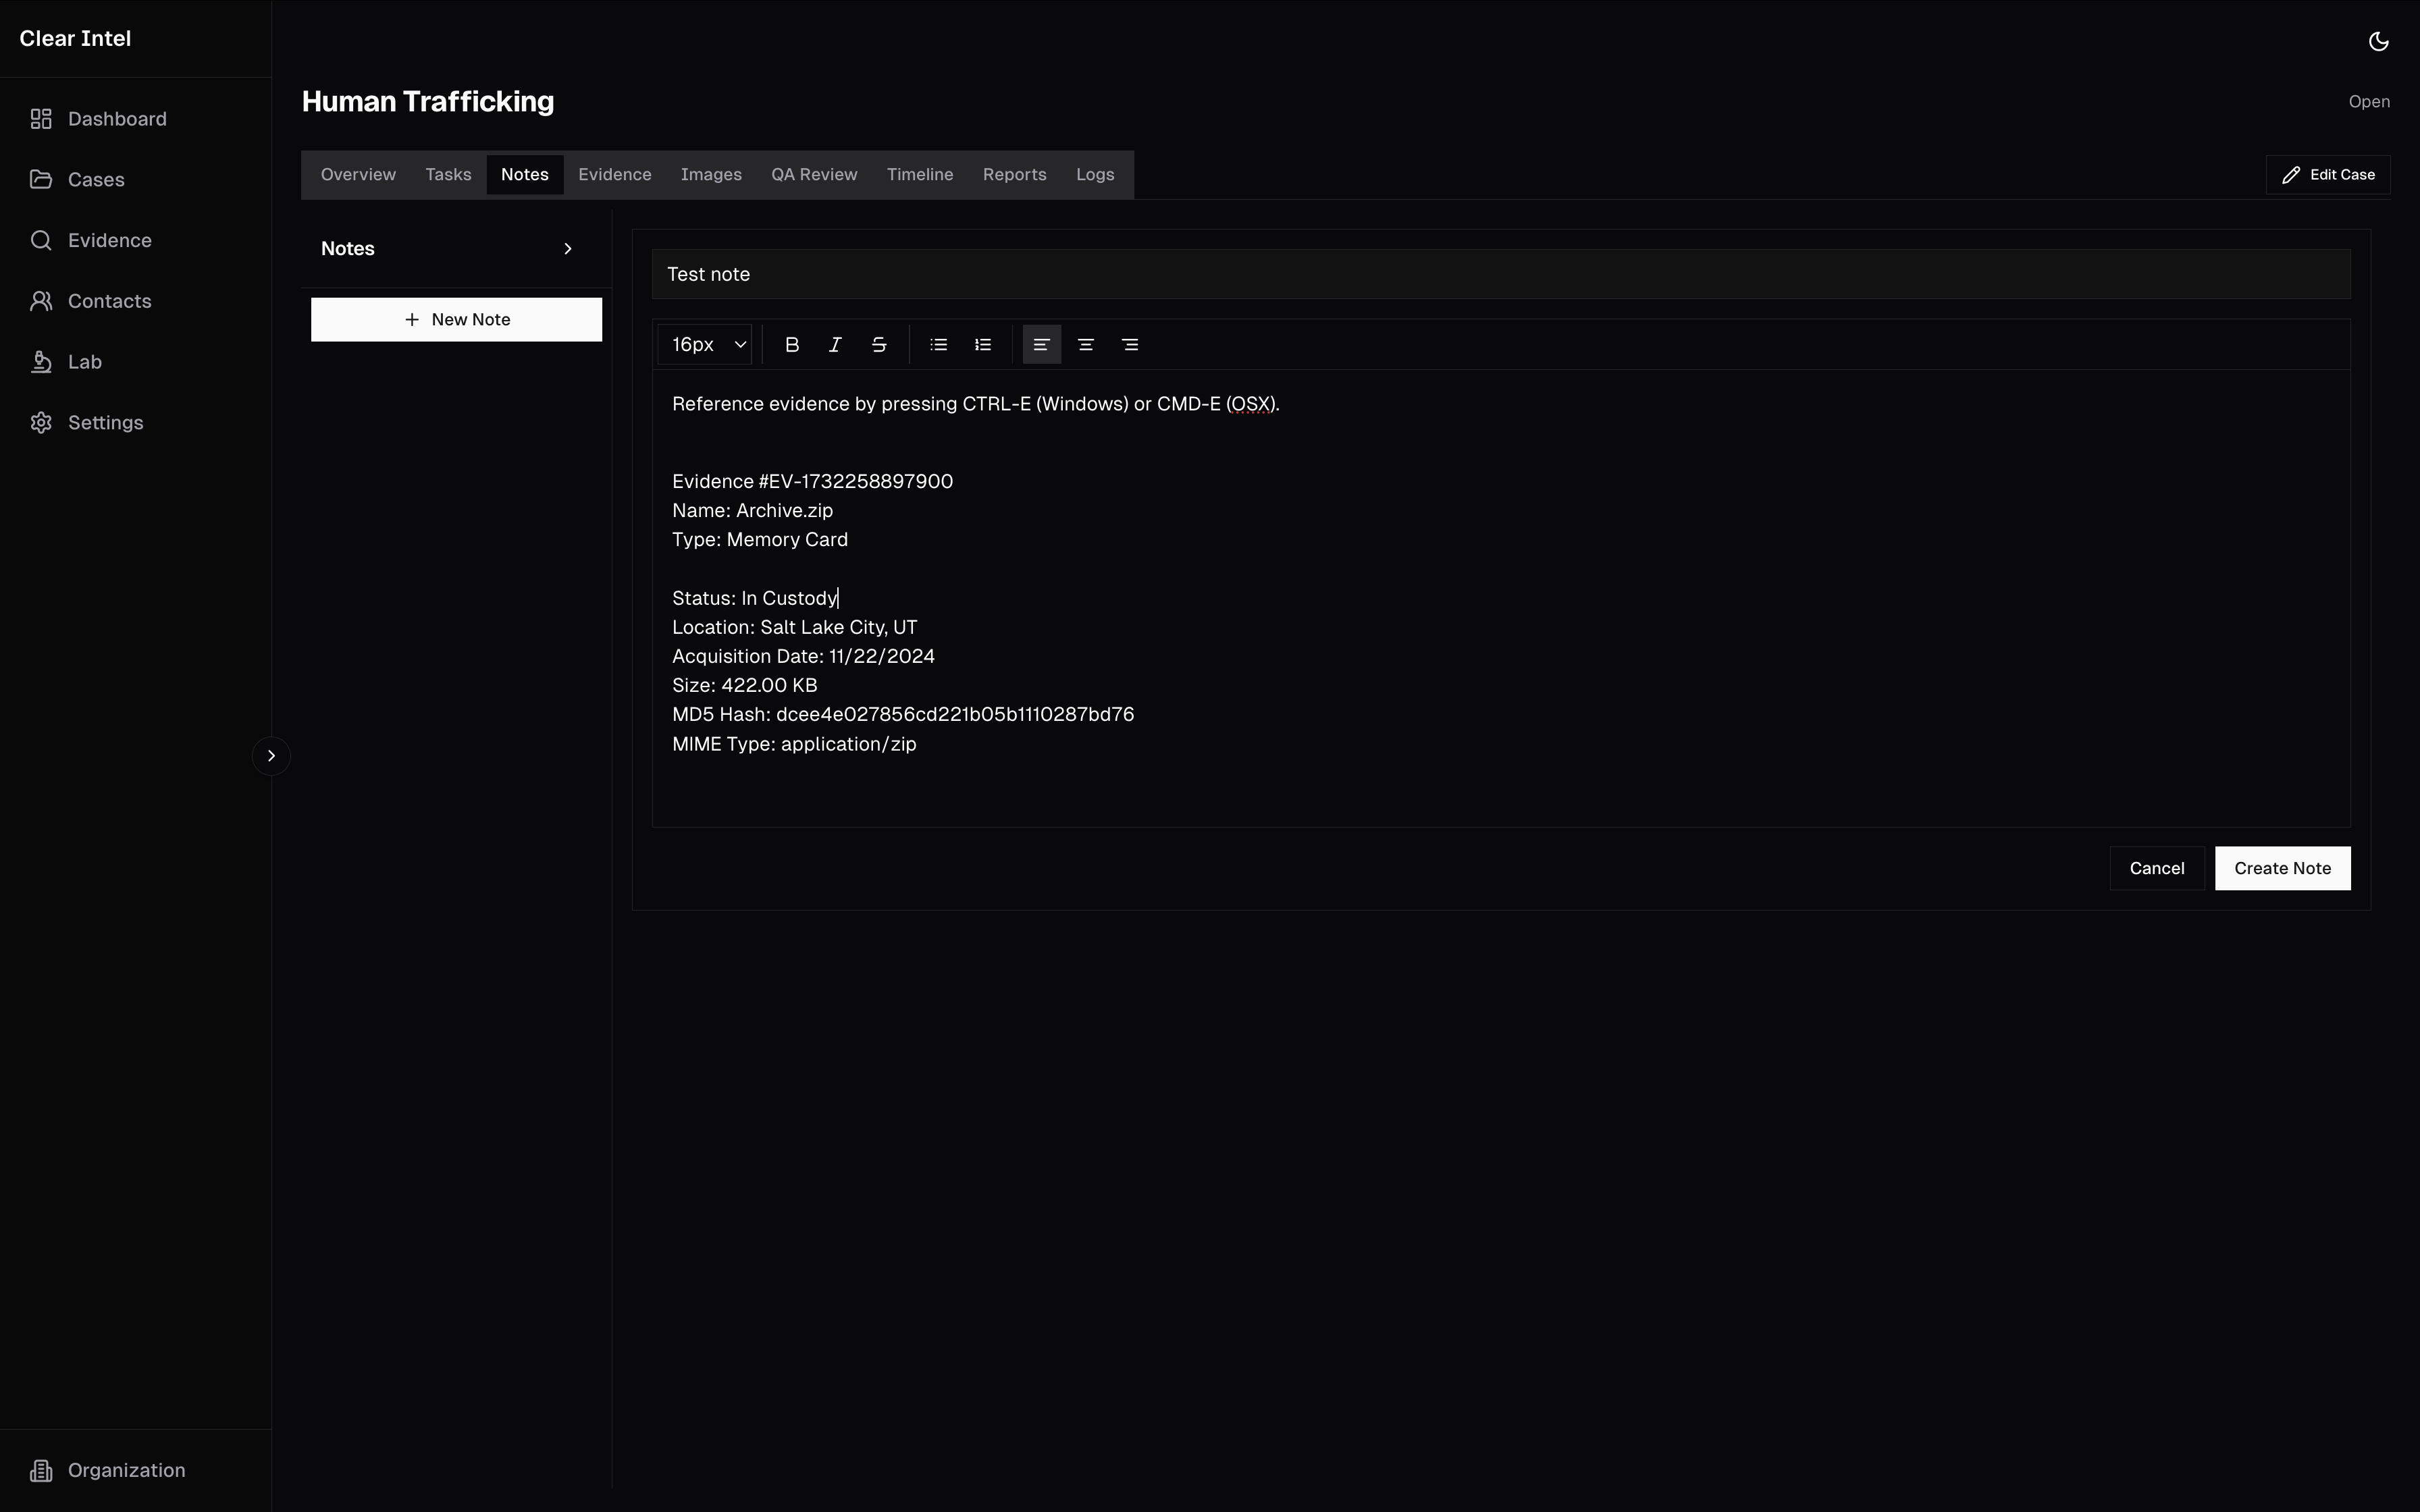 Clear Intel
Dashboard
Cases
Evidence
Contacts
Lab
Settings
Organization
Human Trafficking
Open
Overview Tasks Notes Evidence Images QA Review Timeline Reports Logs
Edit Case
Notes
New Note
Test note
16px
Reference evidence by pressing CTRL-E (Windows) or CMD-E (OSX).
Evidence #EV-1732258897900
Name: Archive.zip
Type: Memory Card
Status: In Custody
Location: Salt Lake City, UT
Acquisition Date: 11/22/2024
Size: 422.00 KB
MD5 Hash: dcee4e027856cd221b05b1110287bd76
MIME Type: application/zip
Cancel
Create Note